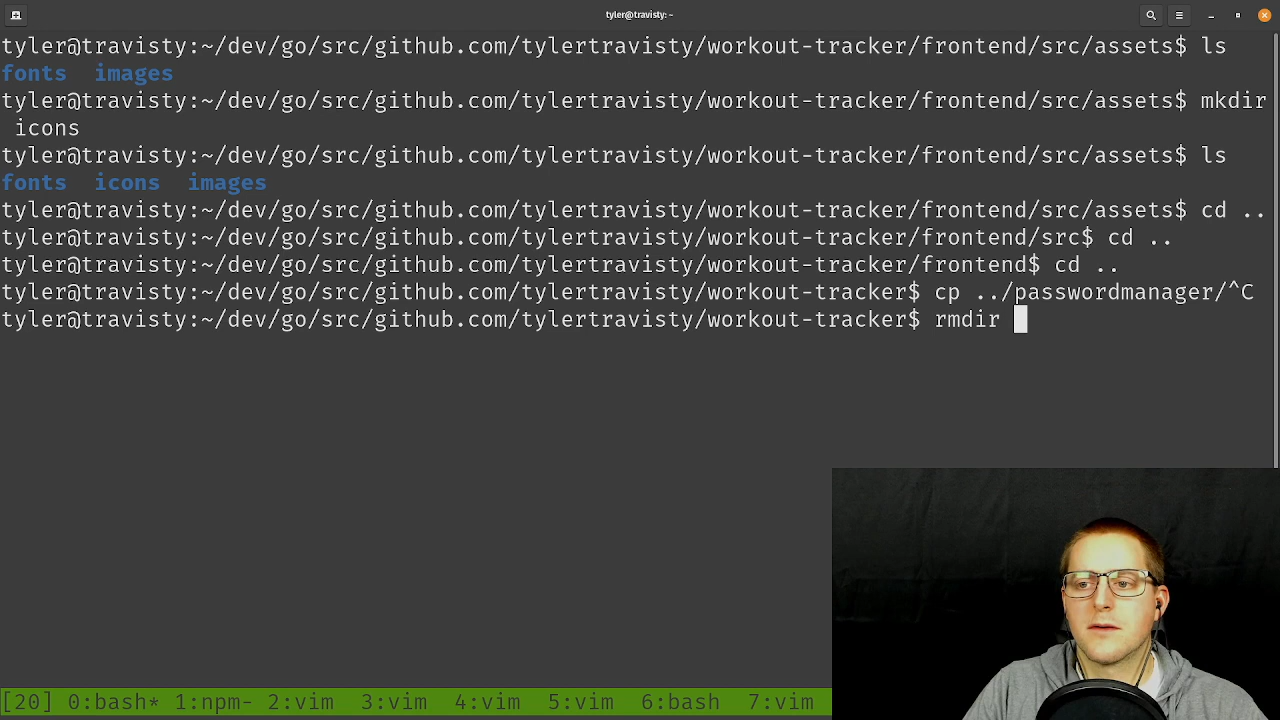 tyler@travisty: ~
tyler@travisty:~/dev/go/src/github.com/tylertravisty/workout-tracker/frontend/src/assets$ ls
fonts  images
tyler@travisty:~/dev/go/src/github.com/tylertravisty/workout-tracker/frontend/src/assets$ mkdir
 icons
tyler@travisty:~/dev/go/src/github.com/tylertravisty/workout-tracker/frontend/src/assets$ ls
fonts  icons  images
tyler@travisty:~/dev/go/src/github.com/tylertravisty/workout-tracker/frontend/src/assets$ cd ..
tyler@travisty:~/dev/go/src/github.com/tylertravisty/workout-tracker/frontend/src$ cd ..
tyler@travisty:~/dev/go/src/github.com/tylertravisty/workout-tracker/frontend$ cd ..
tyler@travisty:~/dev/go/src/github.com/tylertravisty/workout-tracker$ cp ../passwordmanager/^C
tyler@travisty:~/dev/go/src/github.com/tylertravisty/workout-tracker$ rmdir
[20] 0:bash* 1:npm- 2:vim  3:vim  4:vim  5:vim  6:bash  7:vim